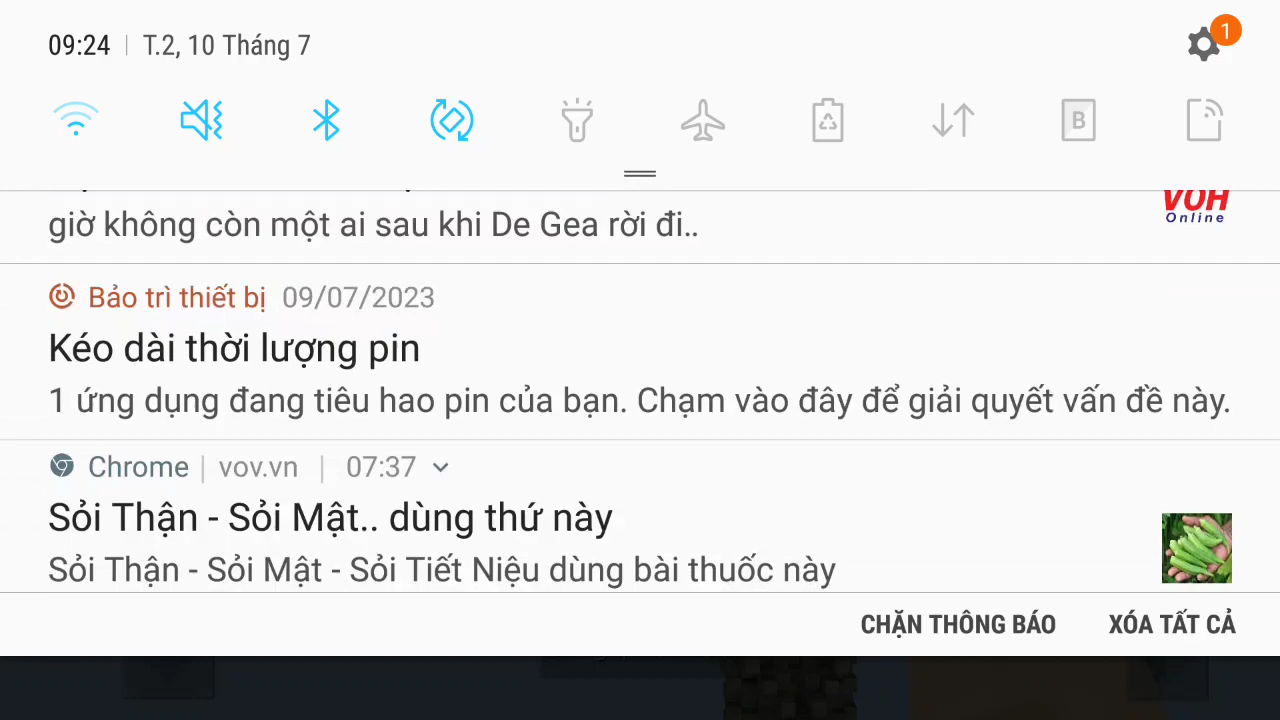 09:24 | T.2, 10 Tháng 7
1
B
giờ không còn một ai sau khi De Gea rời đi..
VOH
Online
Bảo trì thiết bị 09/07/2023
Kéo dài thời lượng pin
1 ứng dụng đang tiêu hao pin của bạn. Chạm vào đây để giải quyết vấn đề này.
Chrome | vov.vn | 07:37
Sỏi Thận - Sỏi Mật.. dùng thứ này
Sỏi Thận - Sỏi Mật - Sỏi Tiết Niệu dùng bài thuốc này
CHẶN THÔNG BÁO XÓA TẤT CẢ